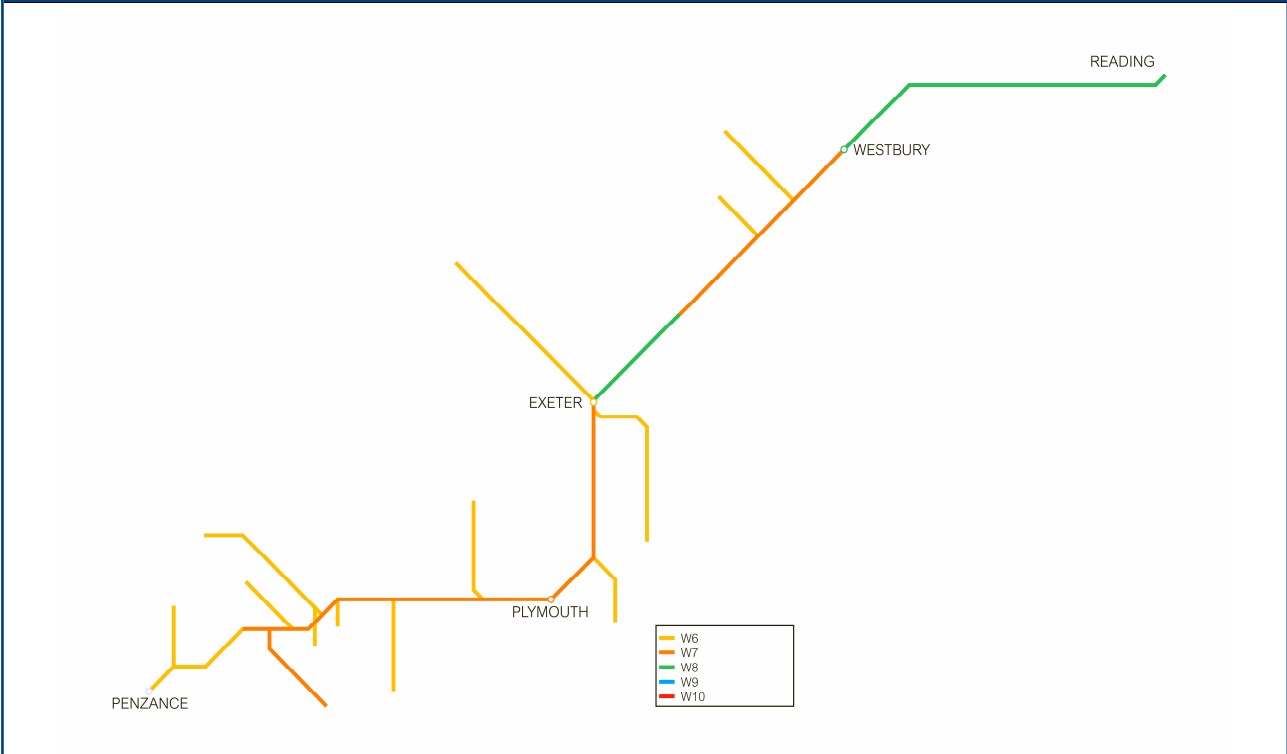 READING
WESTBURY
EXETER
PLYMOUTH
W6
W7
W8
W9
W10
PENZANCE